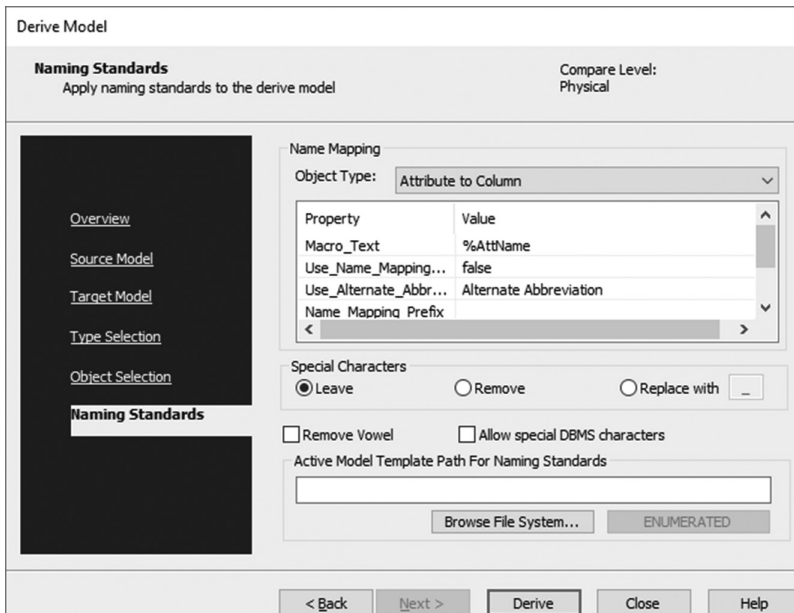 Derive Model
Naming Standards
Apply naming standards to the derive model
Compare Level:
Physical
Overview
Source Model
Target Model
Type Selection
Object Selection
Naming Standards
Name Mapping
Object Type: Attribute to Column
Property Value
Macro_Text %AttName
Use_Name_Mapping... false
Use_Alternate_Abbr... Alternate Abbreviation
Name_Mapping_Prefix
Special Characters
Leave Remove Replace with _
Remove Vowel Allow special DBMS characters
Active Model Template Path For Naming Standards
Browse File System... ENUMERATED
< Back Next > Derive Close Help